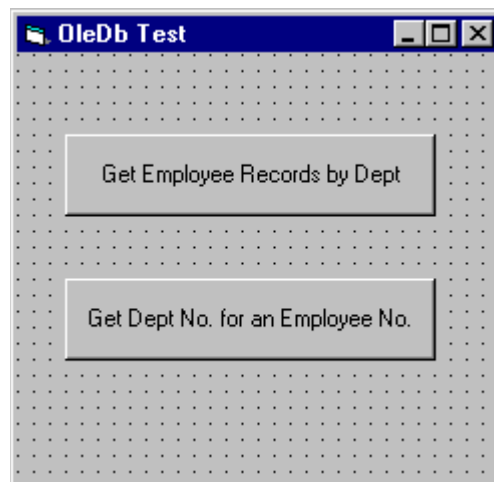 OleDb Test
Get Employee Records by Dept
Get Dept No. for an Employee No.